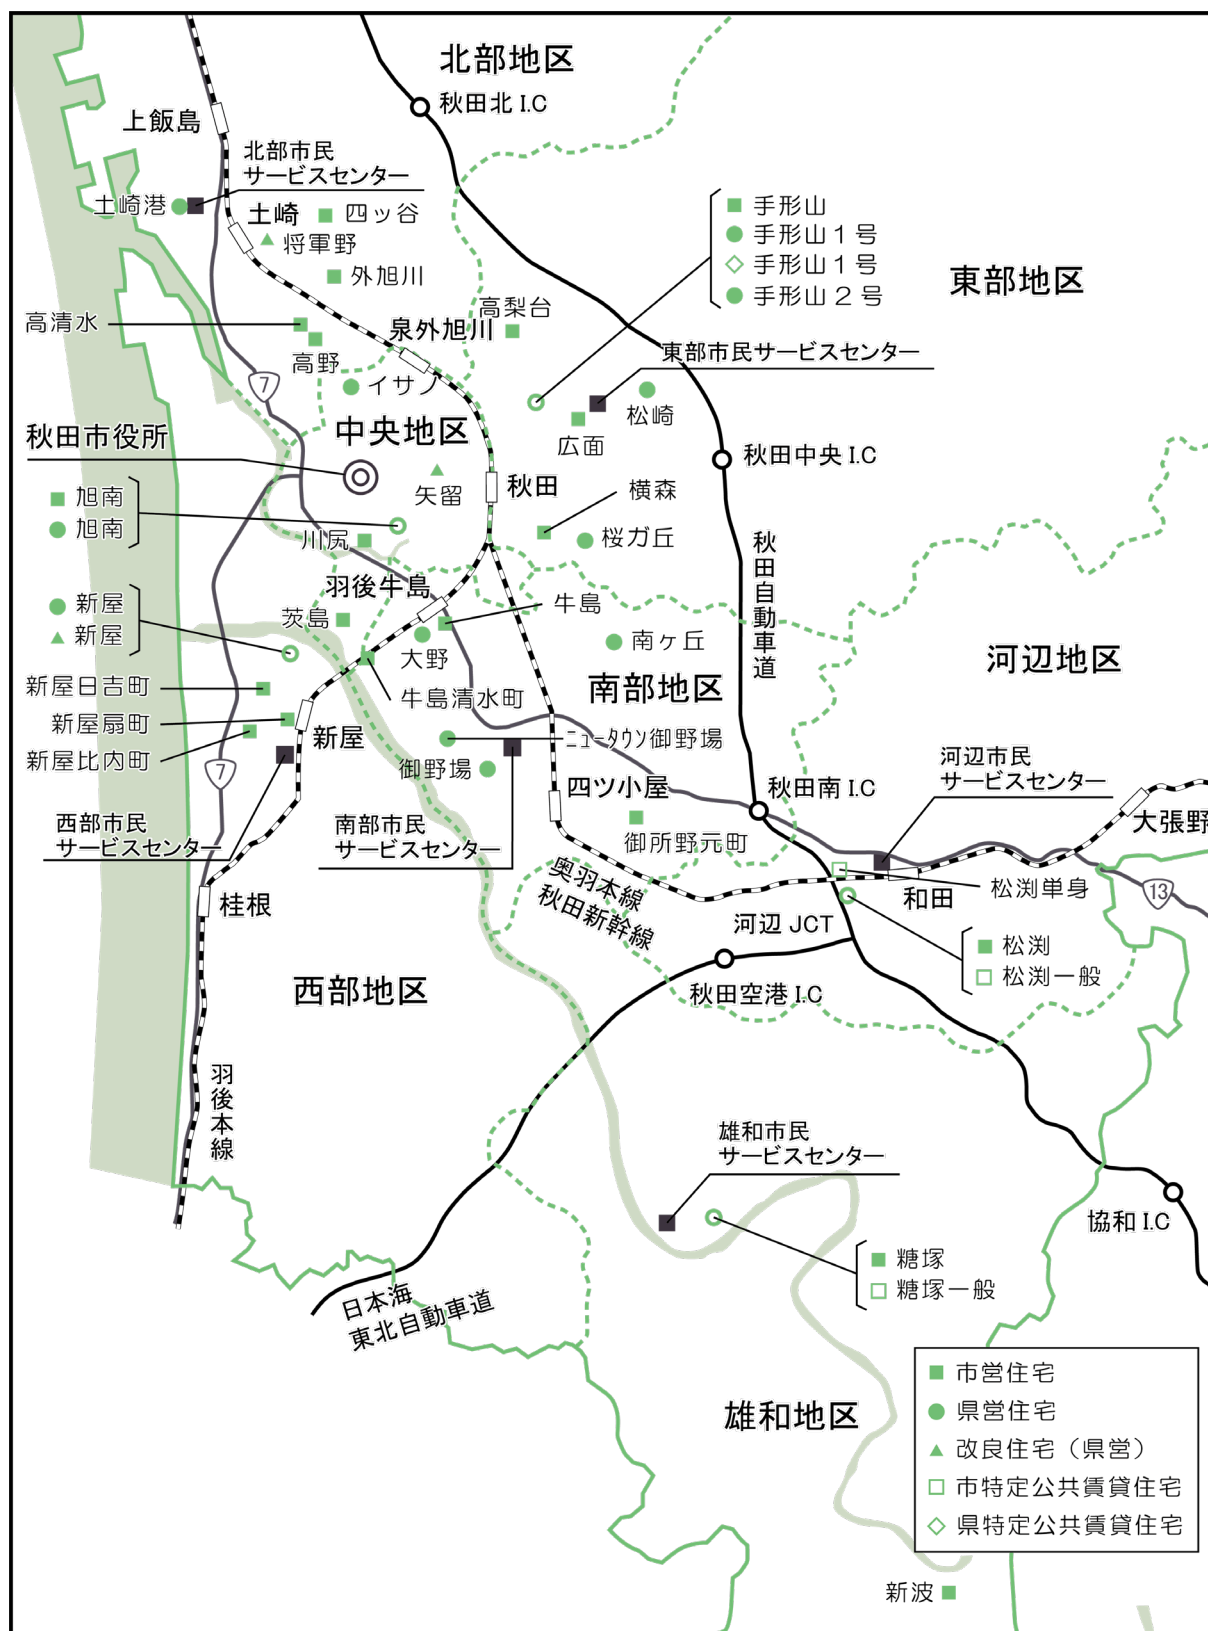 北部地区
秋田北 I.C
上飯島
北部市民
サービスセンター
土崎港
土崎
四ッ谷
将軍野
外旭川
手形山
手形山１号
手形山１号
手形山２号
東部地区
高清水
高野
泉外旭川
高梨台
イサノ
東部市民サービスセンター
松崎
広面
中央地区
秋田市役所
秋田中央 I.C
矢留
秋田
横森
旭南
旭南
川尻
桜ガ丘
秋田自動車道
羽後牛島
牛島
茨島
新屋
新屋
大野
南ヶ丘
河辺地区
牛島清水町
南部地区
新屋日吉町
新屋扇町
新屋比内町
新屋
ニュータウン御野場
御野場
四ツ小屋
秋田南 I.C
河辺市民
サービスセンター
大張野
西部市民
サービスセンター
南部市民
サービスセンター
御所野元町
奥羽本線
秋田新幹線
松渕単身
和田
桂根
河辺 JCT
松渕
松渕一般
西部地区
秋田空港 I.C
羽後本線
雄和市民
サービスセンター
協和 I.C
糖塚
糖塚一般
日本海
東北自動車道
雄和地区
市営住宅
県営住宅
改良住宅（県営）
市特定公共賃貸住宅
県特定公共賃貸住宅
新波
7
7
13